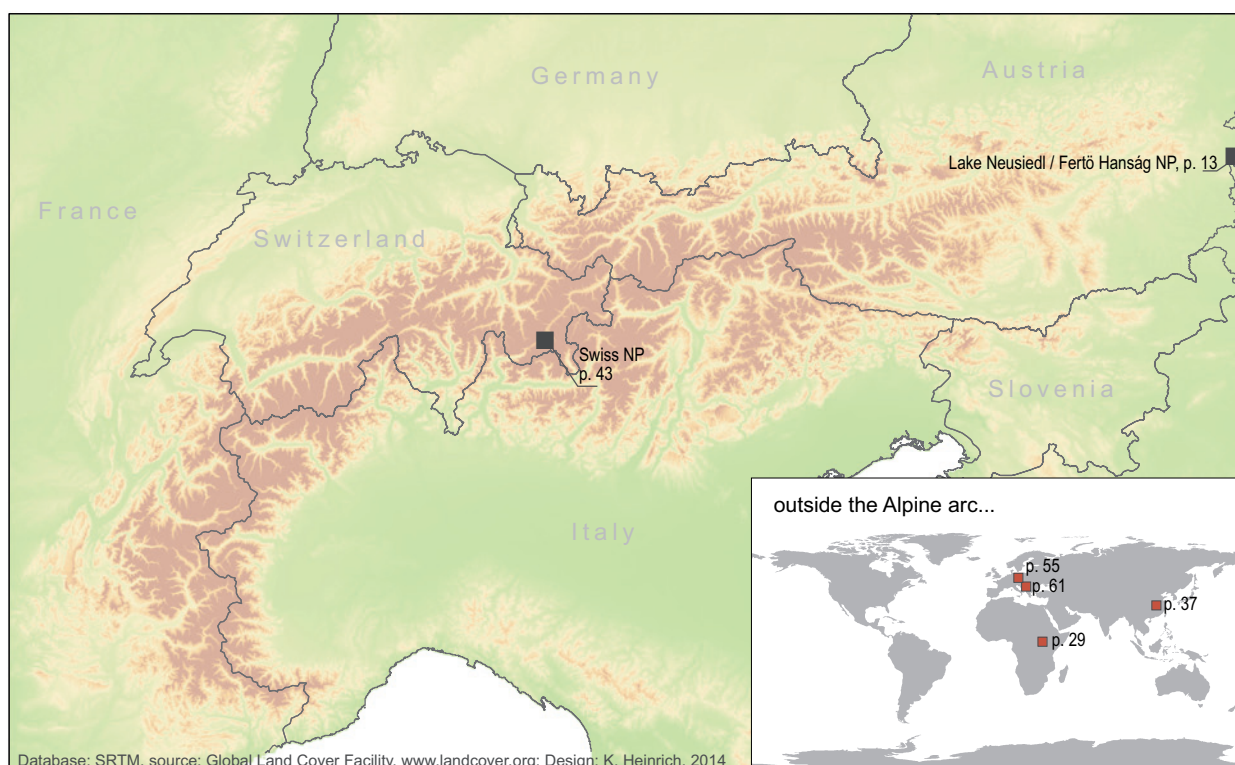 Germany
Austria
Lake Neusiedl / Fertö Hanság NP, p. 13
France
Switzerland
Swiss NP
p. 43
Slovenia
Italy
outside the Alpine arc...
p. 55
p. 61
p. 37
p. 29
Database: SRTM, source: Global Land Cover Facility, www.landcover.org; Design: K. Heinrich, 2014